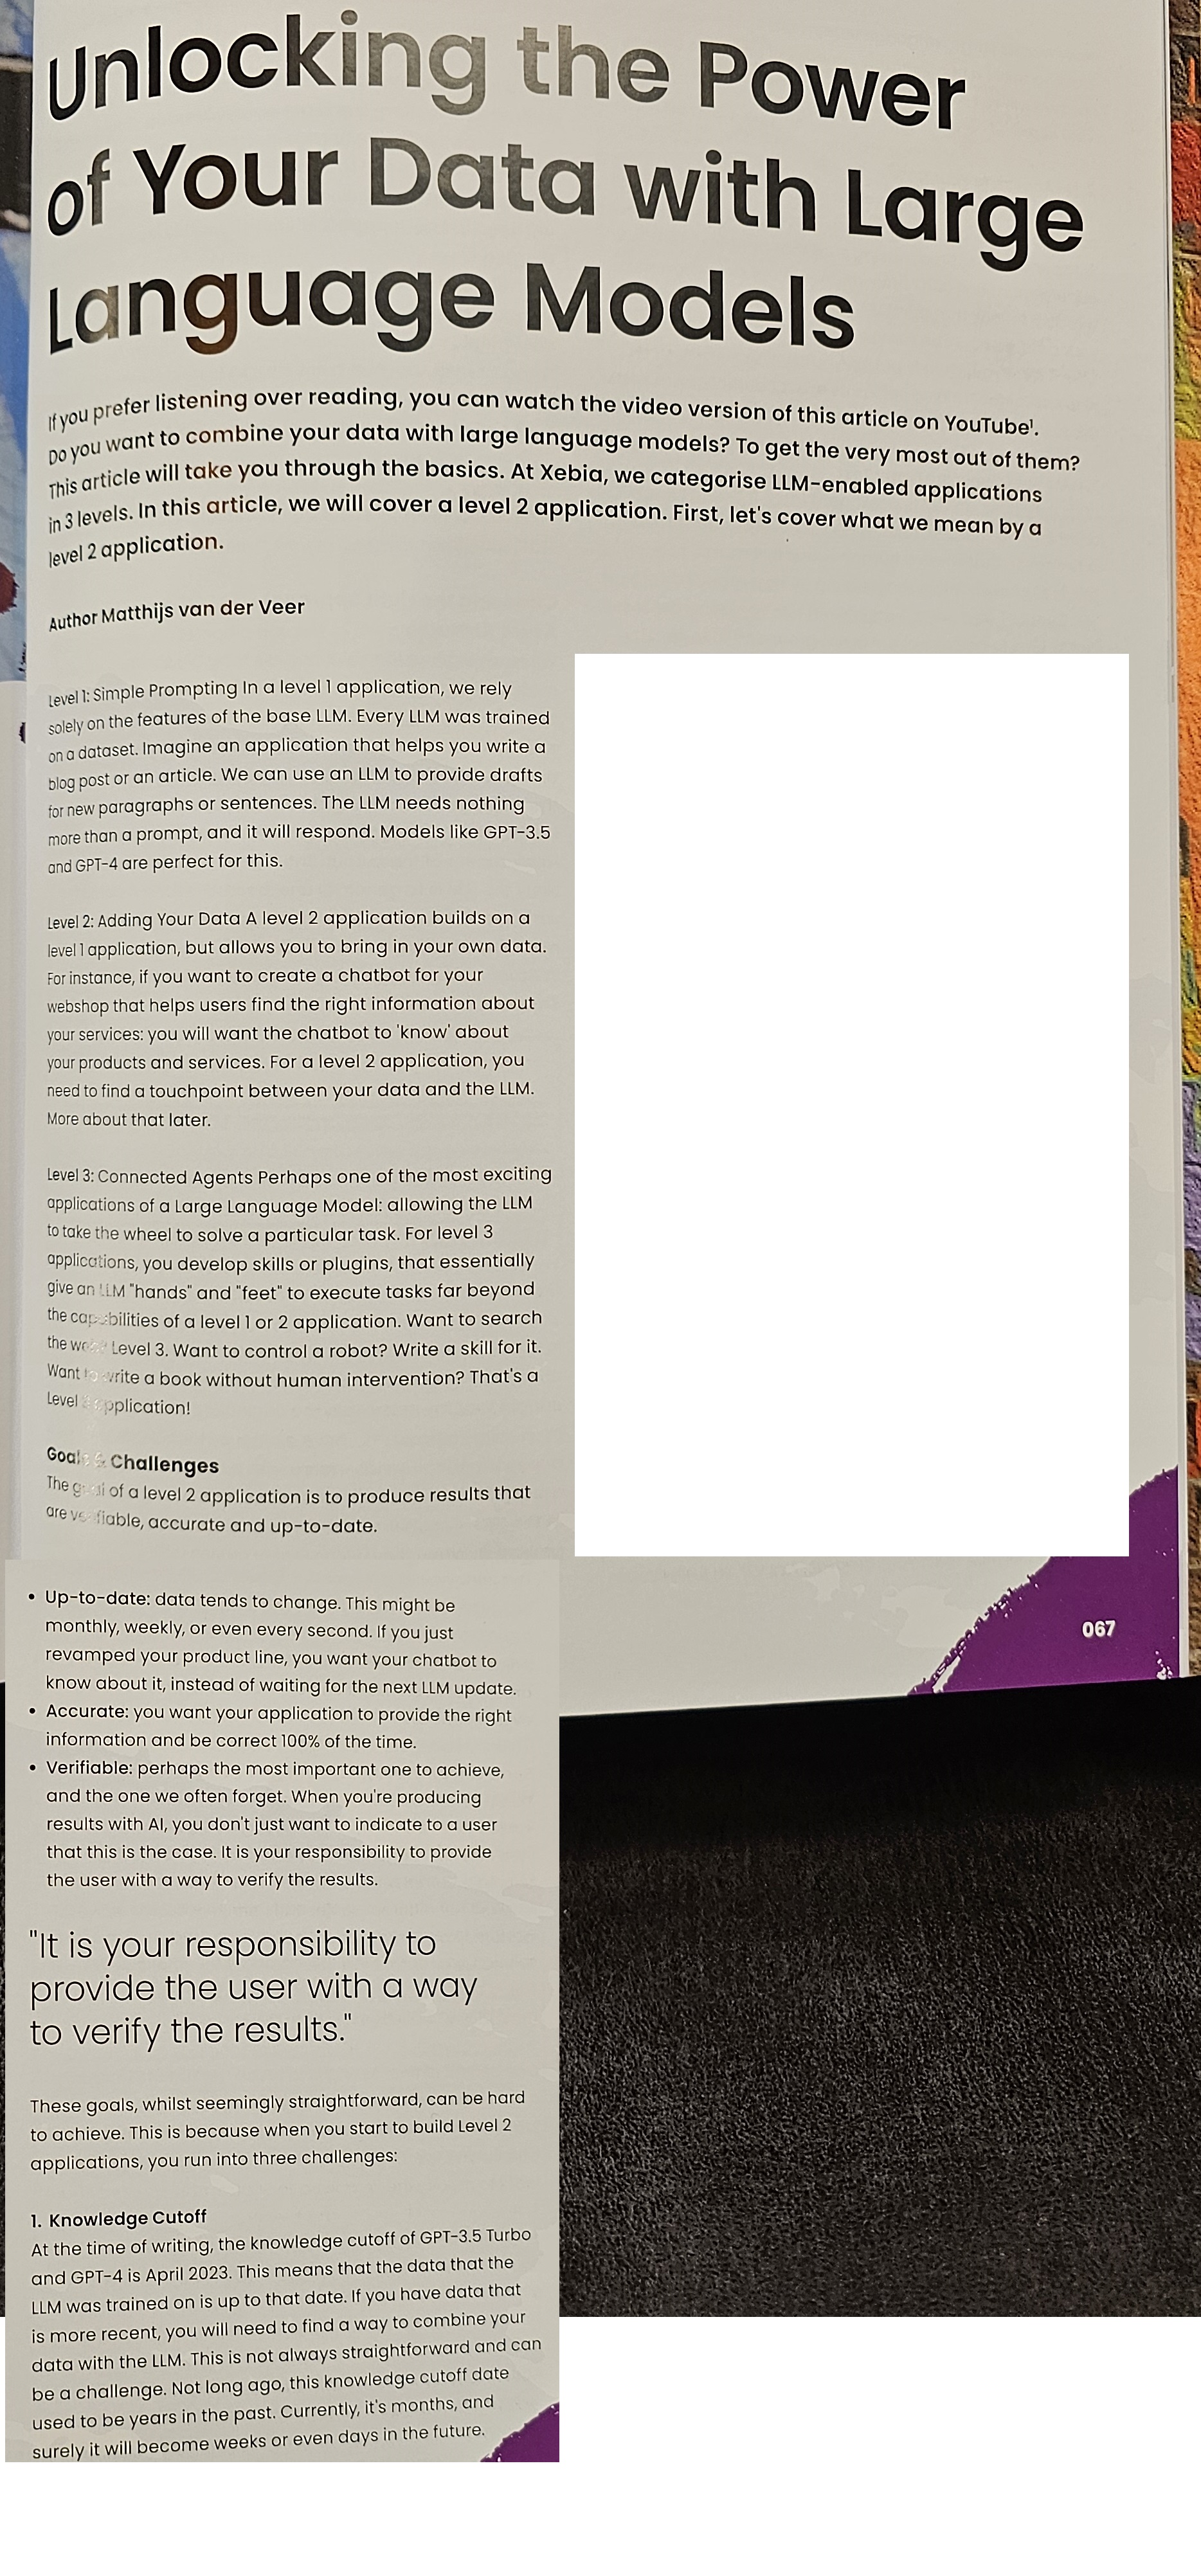 Unlocking the Power
of Your Data with Large
Language Models
If you prefer listening over reading, you can watch the video version of this article on YouTube¹.
Do you want to combine your data with large language models? To get the very most out of them?
This article will take you through the basics. At Xebia, we categorise LLM-enabled applications
in 3 levels. In this article, we will cover a level 2 application. First, let's cover what we mean by a
level 2 application.
Author Matthijs van der Veer
Level 1: Simple Prompting In a level 1 application, we rely
solely on the features of the base LLM. Every LLM was trained
on a dataset. Imagine an application that helps you write a
blog post or an article. We can use an LLM to provide drafts
for new paragraphs or sentences. The LLM needs nothing
more than a prompt, and it will respond. Models like GPT-3.5
and GPT-4 are perfect for this.
Level 2: Adding Your Data A level 2 application builds on a
level 1 application, but allows you to bring in your own data.
For instance, if you want to create a chatbot for your
webshop that helps users find the right information about
your services: you will want the chatbot to 'know' about
your products and services. For a level 2 application, you
need to find a touchpoint between your data and the LLM.
More about that later.
Level 3: Connected Agents Perhaps one of the most exciting
applications of a Large Language Model: allowing the LLM
to take the wheel to solve a particular task. For level 3
applications, you develop skills or plugins, that essentially
give an LLM "hands" and "feet" to execute tasks far beyond
the capabilities of a level 1 or 2 application. Want to search
the Level 3. Want to control a robot? Write a skill for it.
Want to write a book without human intervention? That's a
Level application!
Goals & Challenges
The goal of a level 2 application is to produce results that
are verifiable, accurate and up-to-date.
• Up-to-date: data tends to change. This might be
monthly, weekly, or even every second. If you just
revamped your product line, you want your chatbot to
know about it, instead of waiting for the next LLM update.
• Accurate: you want your application to provide the right
information and be correct 100% of the time.
• Verifiable: perhaps the most important one to achieve,
and the one we often forget. When you're producing
results with AI, you don't just want to indicate to a user
that this is the case. It is your responsibility to provide
the user with a way to verify the results.
"It is your responsibility to
provide the user with a way
to verify the results."
These goals, whilst seemingly straightforward, can be hard
to achieve. This is because when you start to build Level 2
applications, you run into three challenges:
1. Knowledge Cutoff
At the time of writing, the knowledge cutoff of GPT-3.5 Turbo
and GPT-4 is April 2023. This means that the data that the
LLM was trained on is up to that date. If you have data that
is more recent, you will need to find a way to combine your
data with the LLM. This is not always straightforward and can
be a challenge. Not long ago, this knowledge cutoff date
used to be years in the past. Currently, it's months, and
surely it will become weeks or even days in the future.
067